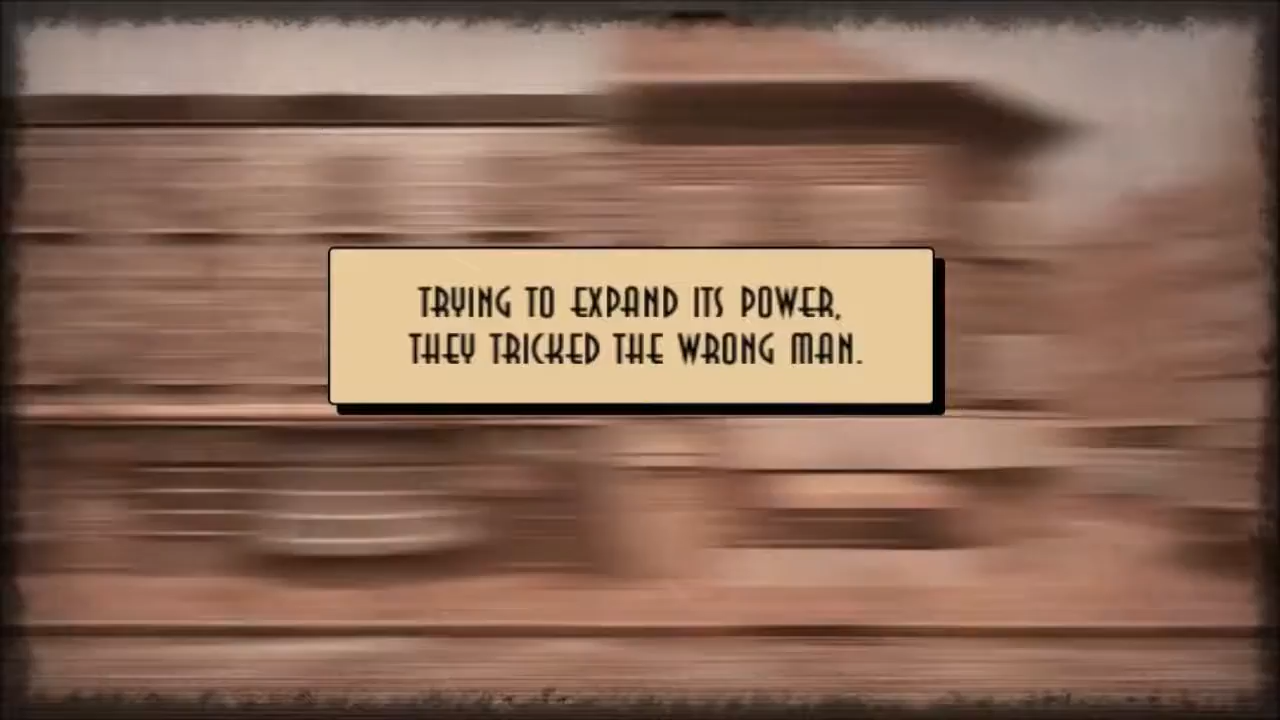 TRYING TO EXPAND ITS POWER,
THEY TRICKED THE WRONG MAN.